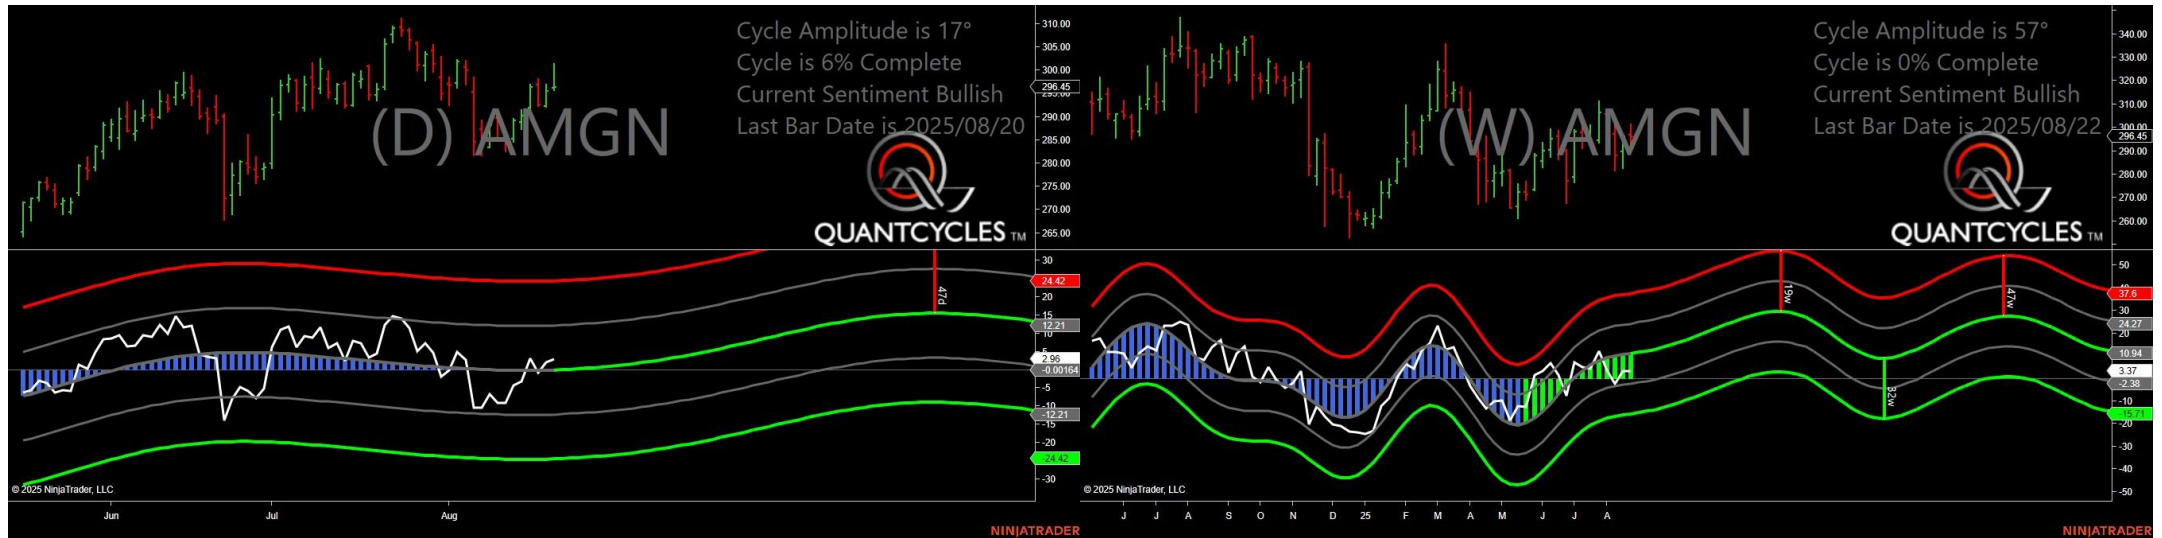 Cycle Amplitude is 17°
Cycle is 6% Complete
Current Sentiment Bullish
Last Bar Date is 2025/08/20
(D) AMGN
QUANTCYCLES TM
310.00
305.00
300.00
296.45
295.00
290.00
285.00
280.00
275.00
270.00
265.00
30
24.42
20
15
12.21
10
5
2.96
-0.00164
-5
-10
-12.21
-15
-20
-24.42
-30
47d
© 2025 NinjaTrader, LLC
Jun Jul Aug
NINJATRADER
Cycle Amplitude is 57°
Cycle is 0% Complete
Current Sentiment Bullish
Last Bar Date is 2025/08/22
(W) AMGN
QUANTCYCLES TM
340.00
330.00
320.00
310.00
300.00
296.45
290.00
280.00
270.00
260.00
50
40
37.6
30
24.27
20
10.94
3.37
-2.38
-10
-15.71
-20
-30
-40
-50
19w
32w
47w
© 2025 NinjaTrader, LLC
J J A S O N D 25 F M A M J J A
NINJATRADER